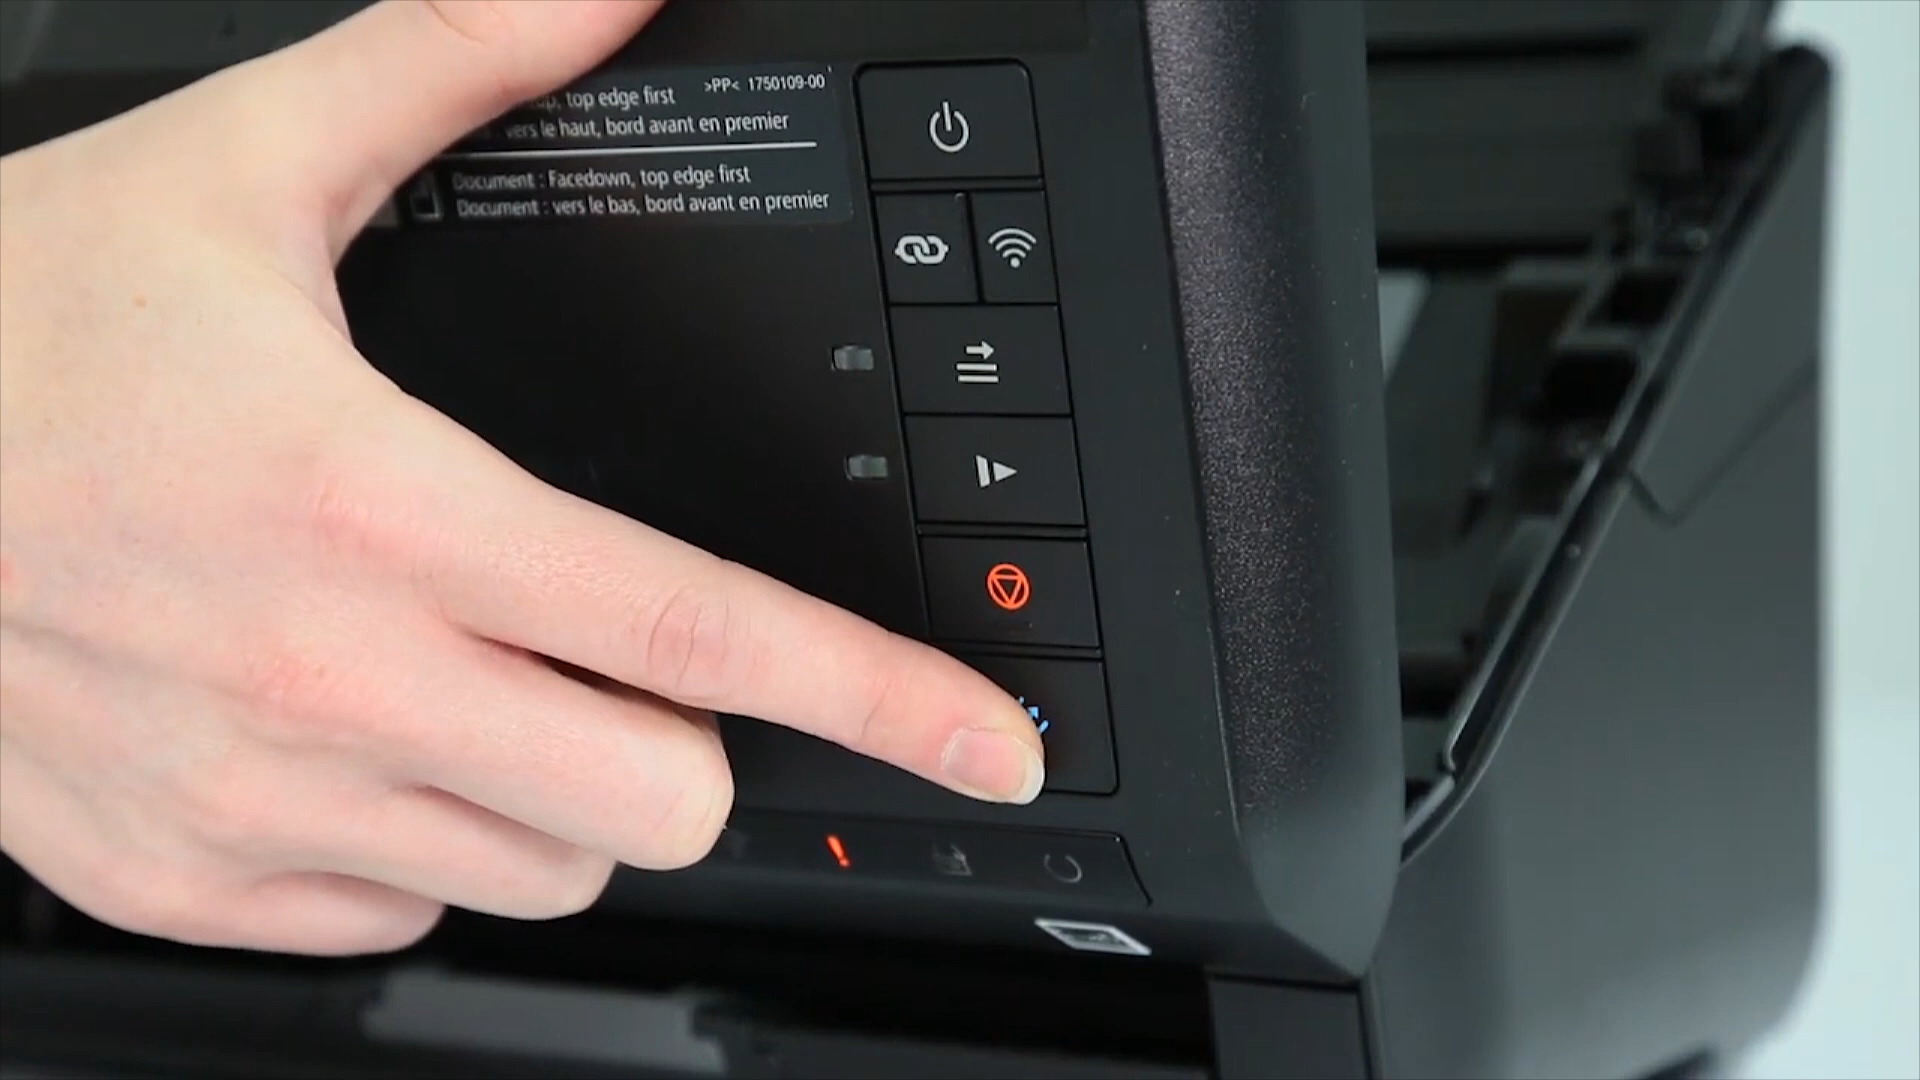 >PP< 1750109-00
top edge first
vers le haut, bord avant en premier
Document : Facedown, top edge first
Document : vers le bas, bord avant en premier